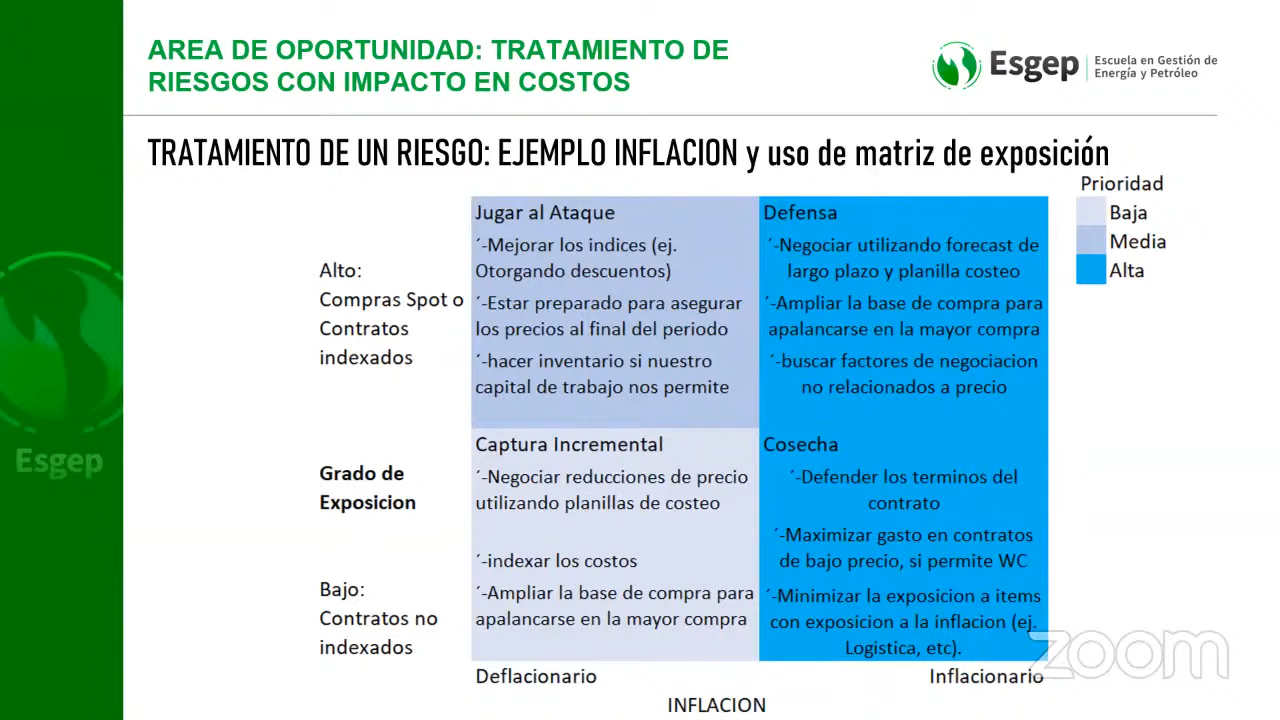 AREA DE OPORTUNIDAD: TRATAMIENTO DE
RIESGOS CON IMPACTO EN COSTOS
Esgep
Escuela en Gestión de
Energía y Petróleo
TRATAMIENTO DE UN RIESGO: EJEMPLO INFLACION y uso de matriz de exposición
Prioridad
Baja
Media
Alta
Alto:
Compras Spot o
Contratos
indexados
Jugar al Ataque
´-Mejorar los indices (ej.
Otorgando descuentos)
´-Estar preparado para asegurar
los precios al final del periodo
´-hacer inventario si nuestro
capital de trabajo nos permite
Defensa
´-Negociar utilizando forecast de
largo plazo y planilla costeo
´-Ampliar la base de compra para
apalancarse en la mayor compra
´-buscar factores de negociacion
no relacionados a precio
Grado de
Exposicion
Bajo:
Contratos no
indexados
Captura Incremental
´-Negociar reducciones de precio
utilizando planillas de costeo
´-indexar los costos
´-Ampliar la base de compra para
apalancarse en la mayor compra
Cosecha
´-Defender los terminos del
contrato
´-Maximizar gasto en contratos
de bajo precio, si permite WC
´-Minimizar la exposicion a items
con exposicion a la inflacion (ej.
Logistica, etc).
Deflacionario
Inflacionario
INFLACION
Esgep
zoom